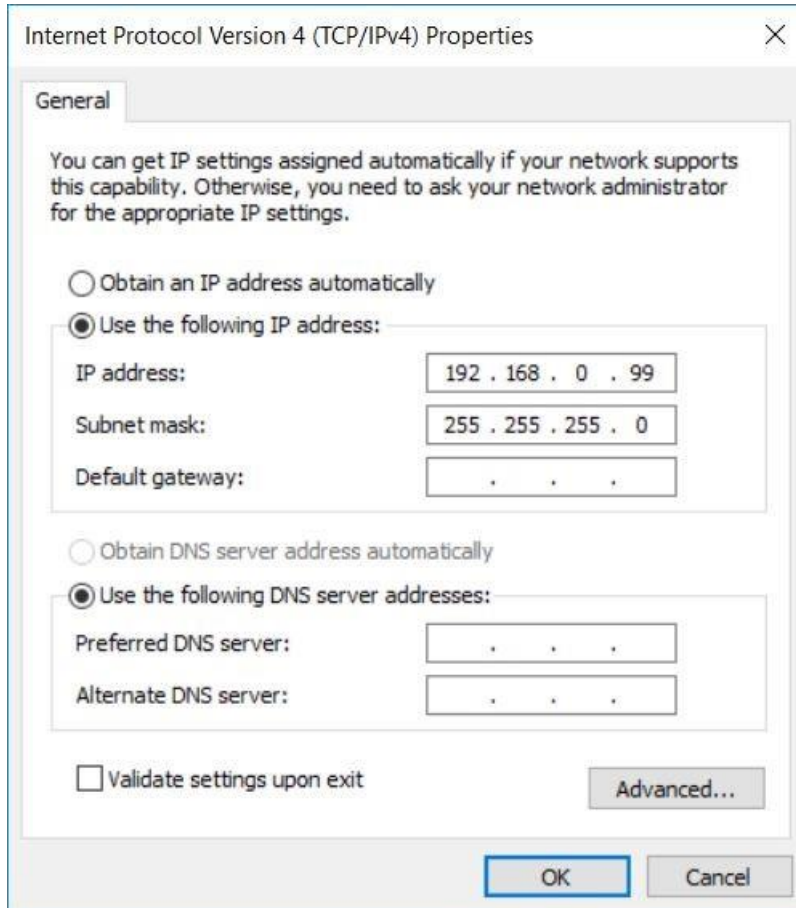 Internet Protocol Version 4 (TCP/IPv4) Properties
General
You can get IP settings assigned automatically if your network supports
this capability. Otherwise, you need to ask your network administrator
for the appropriate IP settings.
Obtain an IP address automatically
Use the following IP address:
IP address: 192 . 168 . 0 . 99
Subnet mask: 255 . 255 . 255 . 0
Default gateway: . . .
Obtain DNS server address automatically
Use the following DNS server addresses:
Preferred DNS server: . . .
Alternate DNS server: . . .
Validate settings upon exit
Advanced...
OK Cancel